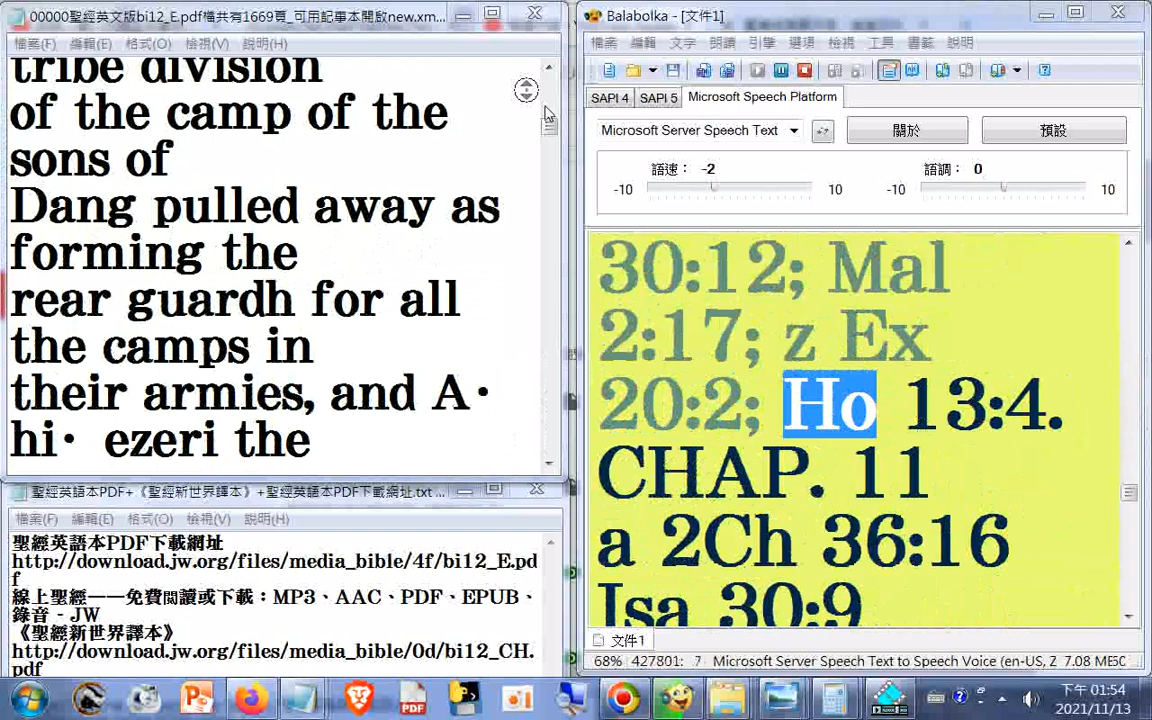 00000聖經英文版bi12_E.pdf檔共有1669頁_可用記事本開啟new.xm...
檔案(F) 編輯(E) 格式(O) 檢視(V) 說明(H)
tribe division
of the camp of the
sons of
Dang pulled away as
forming the
rear guardh for all
the camps in
their armies, and A·
hi· ezeri the
聖經英語本PDF+《聖經新世界譯本》+聖經英語本PDF下載網址.txt ...
檔案(F) 編輯(E) 格式(O) 檢視(V) 說明(H)
聖經英語本PDF下載網址
http://download.jw.org/files/media_bible/4f/bi12_E.pd
f
線上聖經——免費閱讀或下載：MP3、AAC、PDF、EPUB、
錄音 - JW
《聖經新世界譯本》
http://download.jw.org/files/media_bible/0d/bi12_CH.
pdf
Balabolka - [文件1]
檔案 編輯 文字 朗讀 引擎 選項 檢視 工具 書籤 說明
SAPI 4 SAPI 5 Microsoft Speech Platform
Microsoft Server Speech Text 關於 預設
語速： -2 語調： 0
-10 10 -10 10
30:12; Mal
2:17; z Ex
20:2; Ho 13:4.
CHAP. 11
a 2Ch 36:16
Isa 30:9
文件1
68% 427801: 7 Microsoft Server Speech Text to Speech Voice (en-US, Z 7.08 МБ
PDF
下午 01:54
2021/11/13